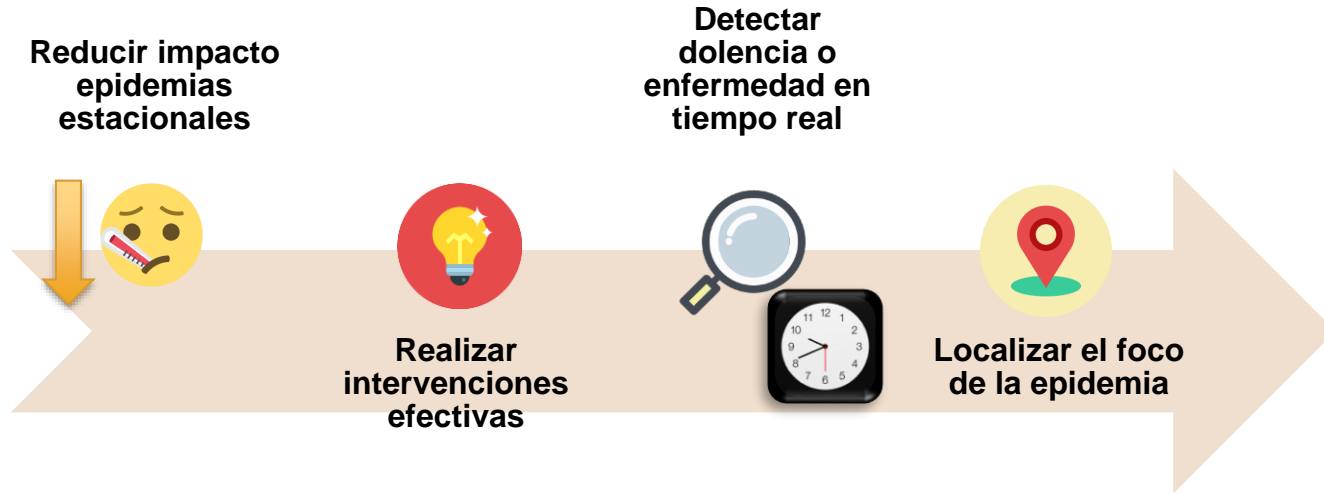 Reducir impacto
epidemias
estacionales
Realizar
intervenciones
efectivas
Detectar
dolencia o
enfermedad en
tiempo real
12
1
2
3
4
5
6
7
8
9
10
11
Localizar el foco
de la epidemia